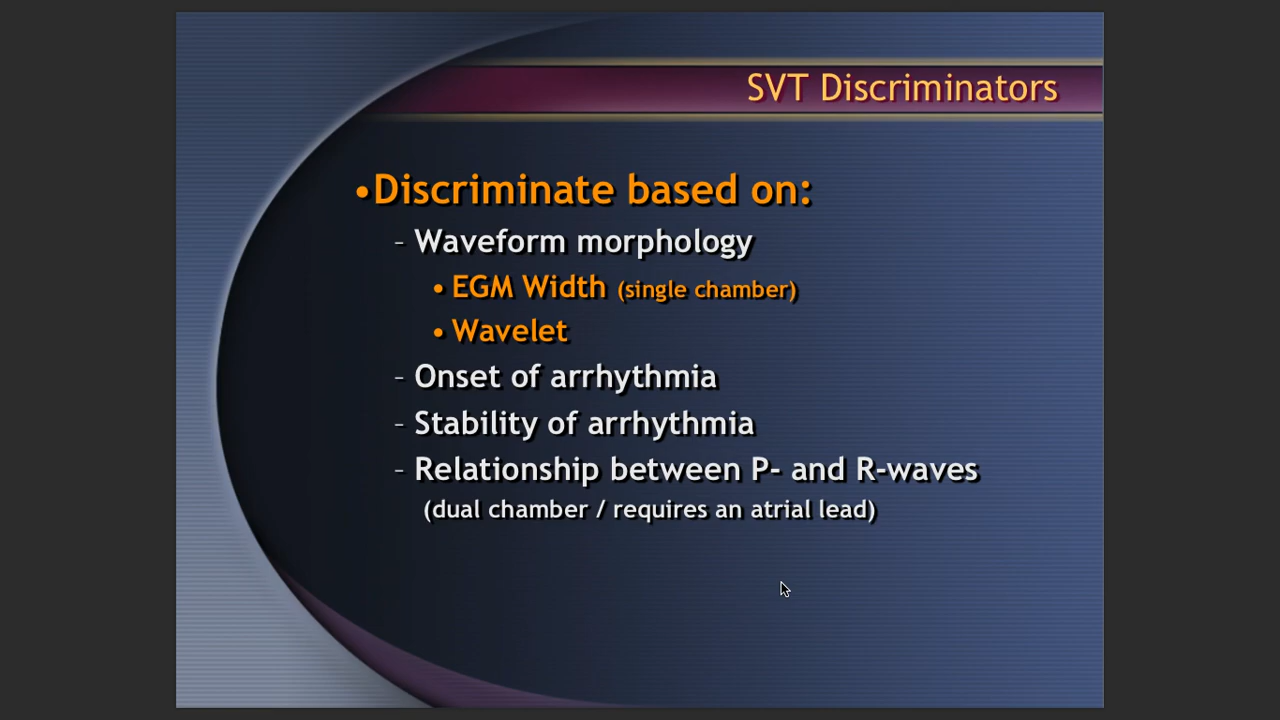 SVT Discriminators
•Discriminate based on:
– Waveform morphology
• EGM Width (single chamber)
• Wavelet
– Onset of arrhythmia
– Stability of arrhythmia
– Relationship between P- and R-waves
(dual chamber / requires an atrial lead)